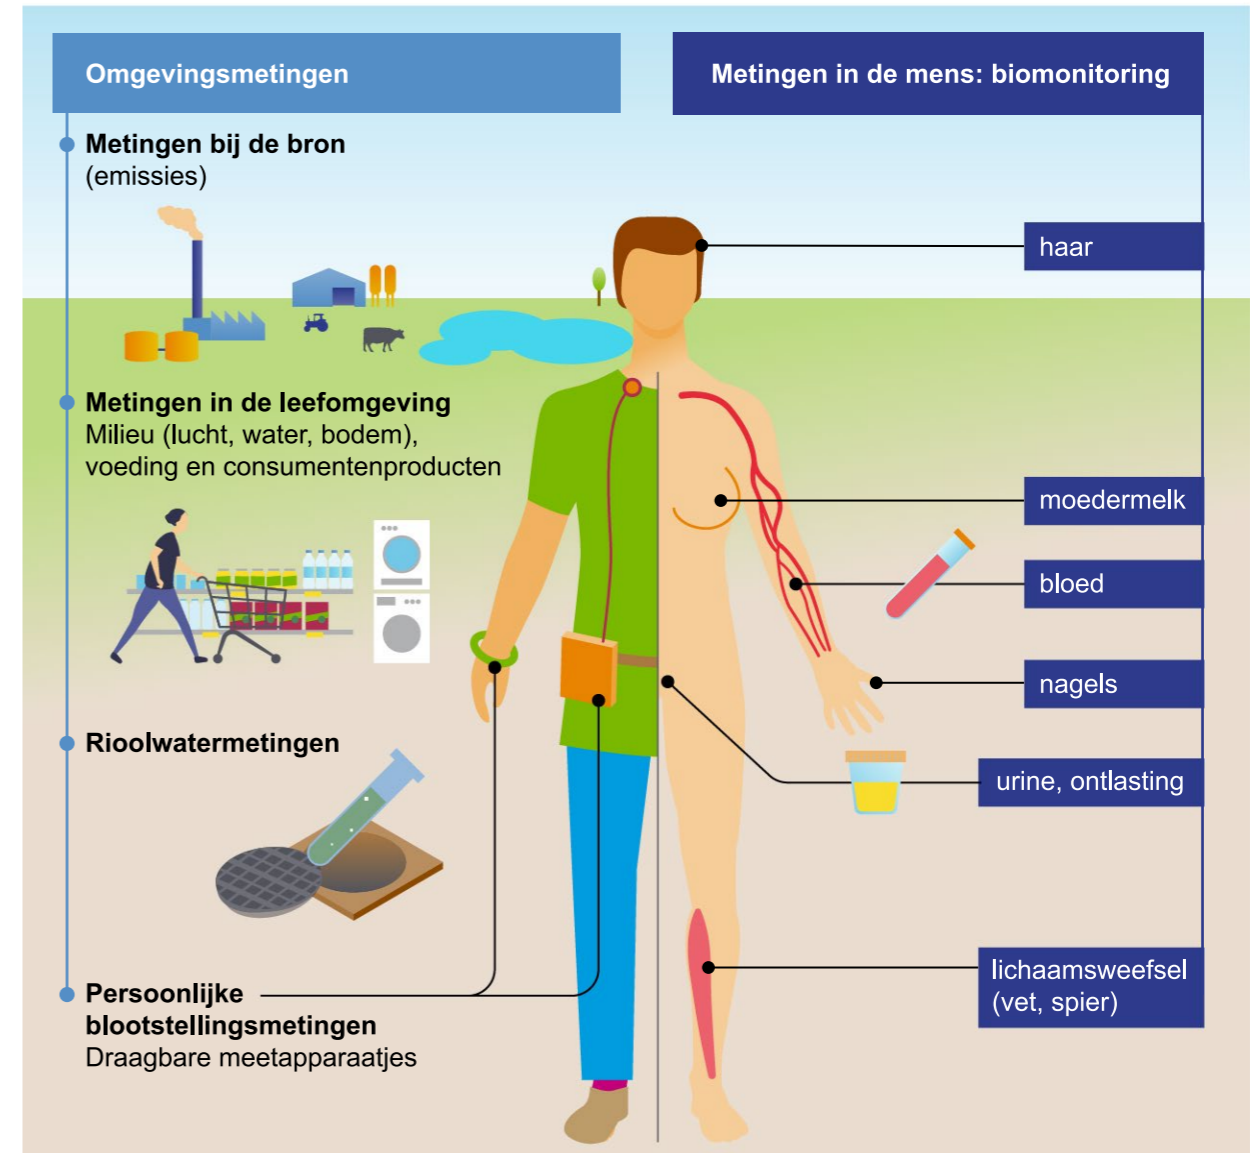 Omgevingsmetingen
Metingen bij de bron
(emissies)
Metingen in de leefomgeving
Milieu (lucht, water, bodem),
voeding en consumentenproducten
Rioolwatermetingen
Persoonlijke
blootstellingsmetingen
Draagbare meetapparaatjes
Metingen in de mens: biomonitoring
haar
moedermelk
bloed
nagels
urine, ontlasting
lichaamsweefsel
(vet, spier)